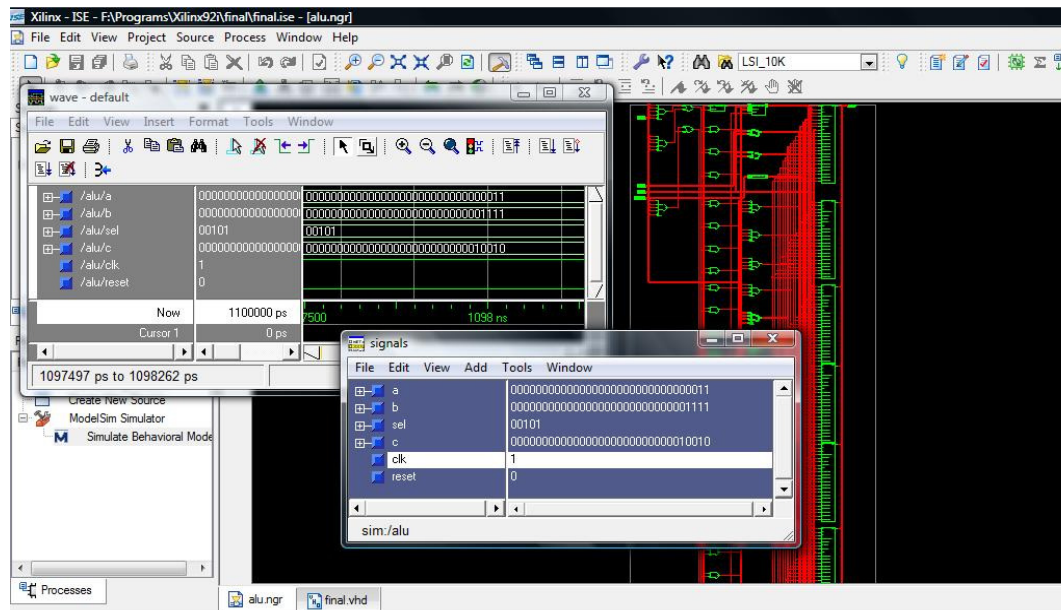 Xilinx - ISE - F:\Programs\Xilinx92i\final\final.ise - [alu.ngr]
File Edit View Project Source Process Window Help
LSI_10K
wave - default
File Edit View Insert Format Tools Window
/alu/a 000000000000000000 00000000000000000000000000000011
/alu/b 000000000000000000 00000000000000000000000000001111
/alu/sel 00101 00101
/alu/c 000000000000000000 00000000000000000000000000010010
/alu/clk 1
/alu/reset 0
Now 1100000 ps 7500 1098 ns
Cursor 1 0 ps
1097497 ps to 1098262 ps
signals
File Edit View Add Tools Window
a 00000000000000000000000000000011
b 00000000000000000000000000001111
sel 00101
c 00000000000000000000000000010010
clk 1
reset 0
sim:/alu
Create New Source
ModelSim Simulator
Simulate Behavioral Mode
Processes
alu.ngr final.vhd